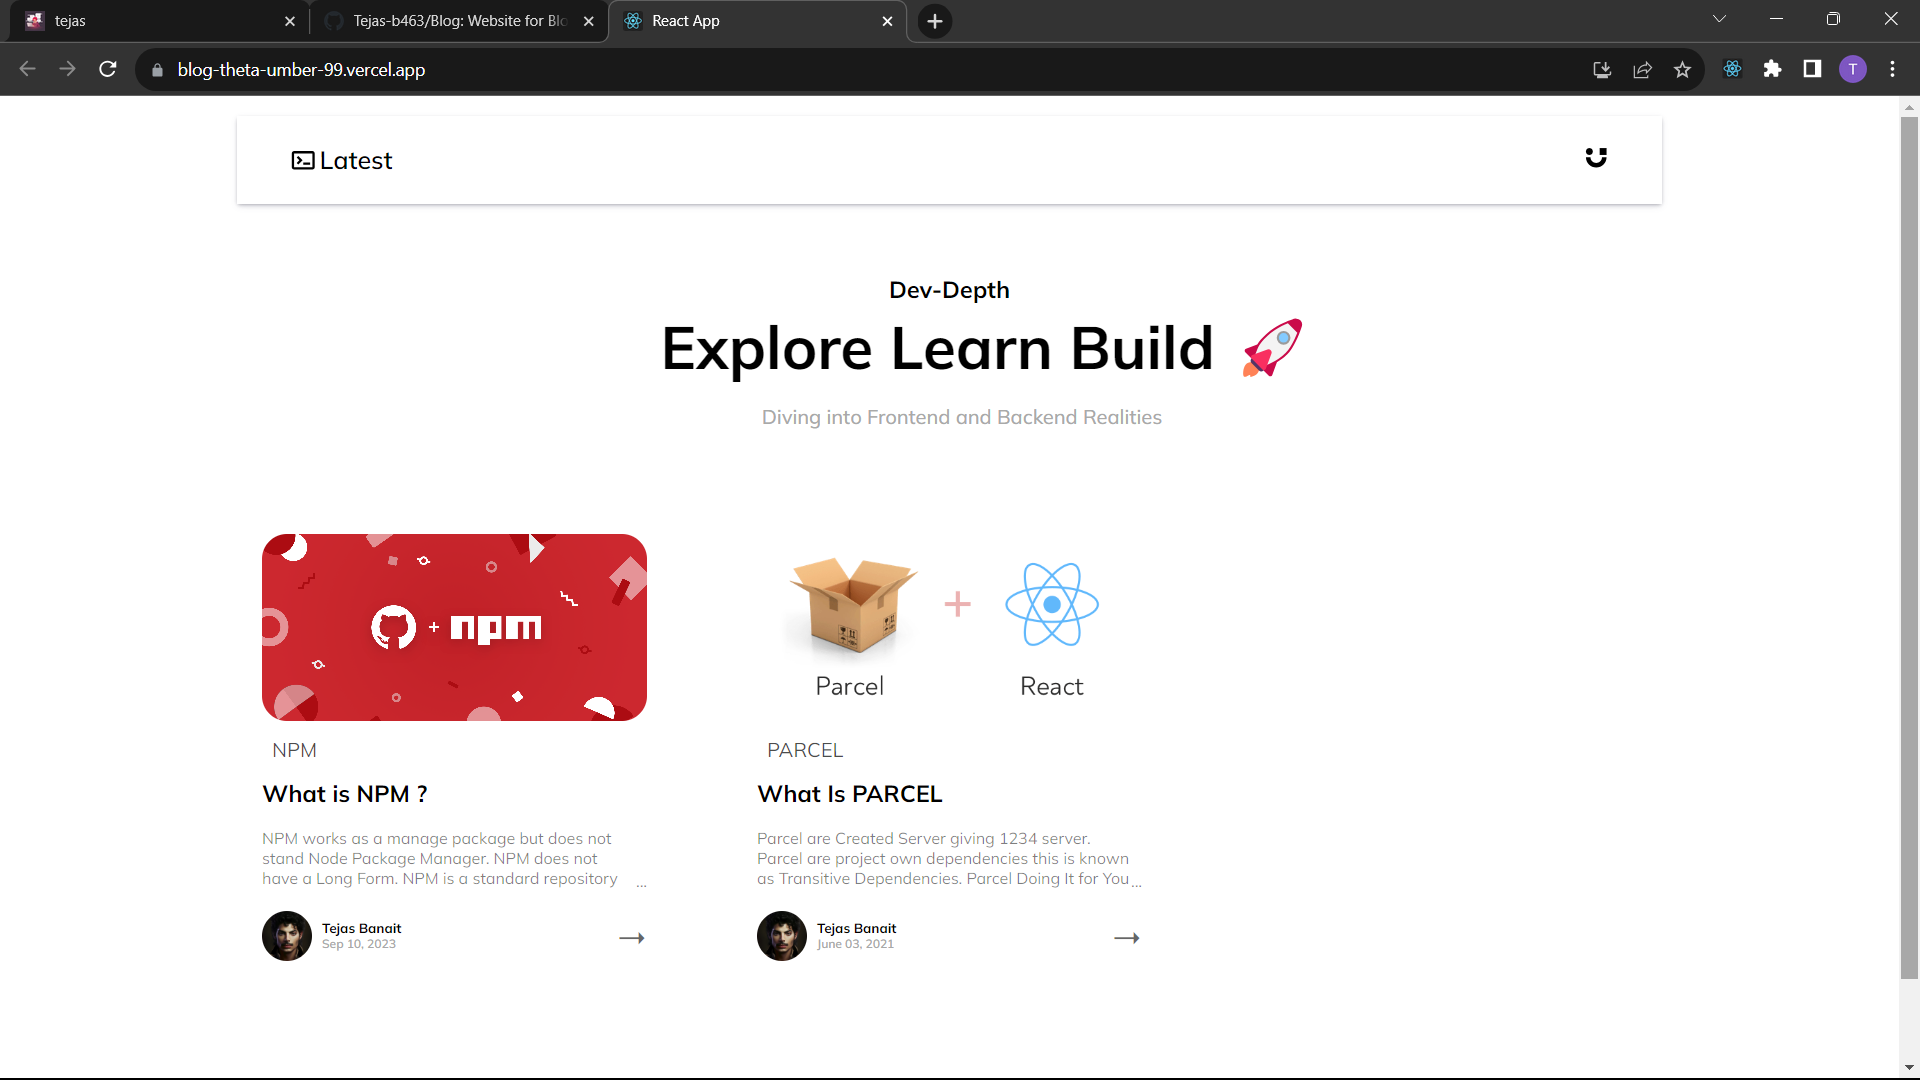 tejas
Tejas-b463/Blog: Website for Blo
React App
blog-theta-umber-99.vercel.app
T
Latest
Dev-Depth
Explore Learn Build
Diving into Frontend and Backend Realities
+ npm
Parcel + React
NPM
What is NPM ?
NPM works as a manage package but does not
stand Node Package Manager. NPM does not
have a Long Form. NPM is a standard repository ...
Tejas Banait
Sep 10, 2023
PARCEL
What Is PARCEL
Parcel are Created Server giving 1234 server.
Parcel are project own dependencies this is known
as Transitive Dependencies. Parcel Doing It for You ...
Tejas Banait
June 03, 2021